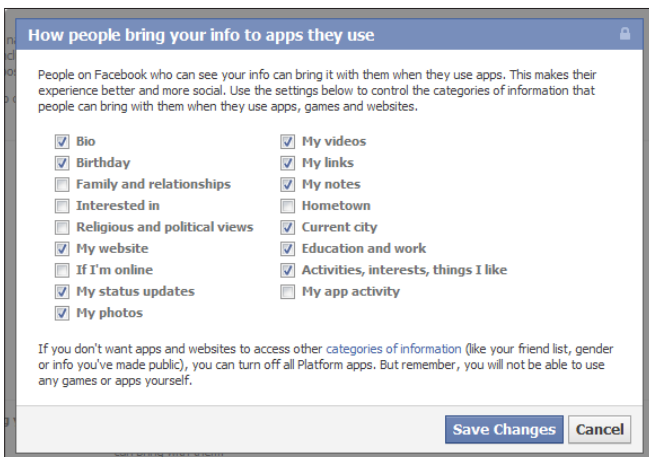 How people bring your info to apps they use
People on Facebook who can see your info can bring it with them when they use apps. This makes their
experience better and more social. Use the settings below to control the categories of information that
people can bring with them when they use apps, games and websites.
Bio
Birthday
Family and relationships
Interested in
Religious and political views
My website
If I'm online
My status updates
My photos
My videos
My links
My notes
Hometown
Current city
Education and work
Activities, interests, things I like
My app activity
If you don't want apps and websites to access other categories of information (like your friend list, gender
or info you've made public), you can turn off all Platform apps. But remember, you will not be able to use
any games or apps yourself.
Save Changes
Cancel